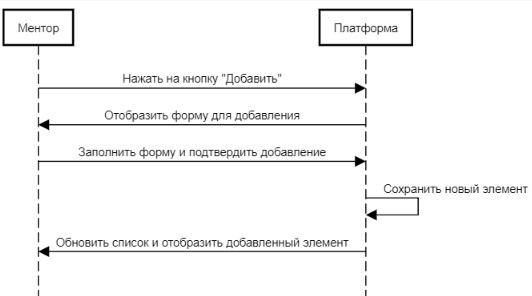 Ментор
Платформа
Нажать на кнопку "Добавить"
Отобразить форму для добавления
Заполнить форму и подтвердить добавление
Сохранить новый элемент
Обновить список и отобразить добавленный элемент